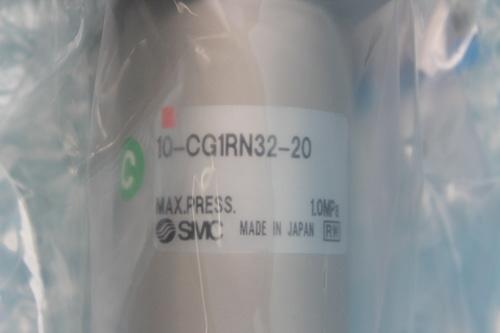 10-CG1RN32-20
C
MAX.PRESS. 1.0MPa
SMC MADE IN JAPAN RW